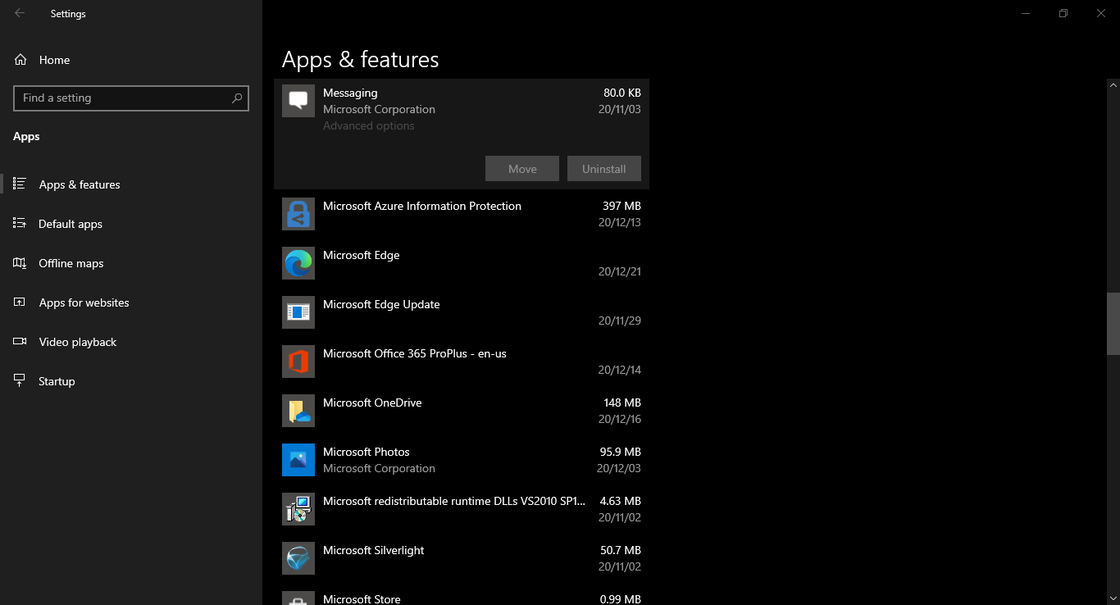 Settings
Home
Find a setting
Apps
Apps & features
Default apps
Offline maps
Apps for websites
Video playback
Startup
Apps & features
Messaging 80.0 KB
Microsoft Corporation 20/11/03
Advanced options
Move Uninstall
Microsoft Azure Information Protection 397 MB
20/12/13
Microsoft Edge
20/12/21
Microsoft Edge Update
20/11/29
Microsoft Office 365 ProPlus - en-us
20/12/14
Microsoft OneDrive 148 MB
20/12/16
Microsoft Photos 95.9 MB
Microsoft Corporation 20/12/03
Microsoft redistributable runtime DLLs VS2010 SP1... 4.63 MB
20/11/02
Microsoft Silverlight 50.7 MB
20/11/02
Microsoft Store 0.99 MB